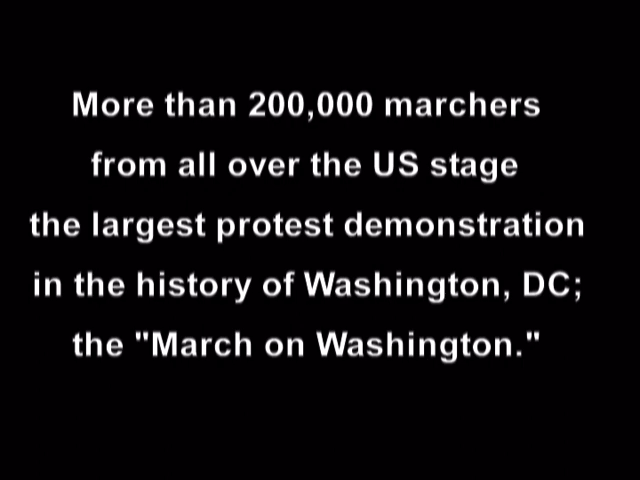 More than 200,000 marchers
from all over the US stage
the largest protest demonstration
in the history of Washington, DC;
the "March on Washington."